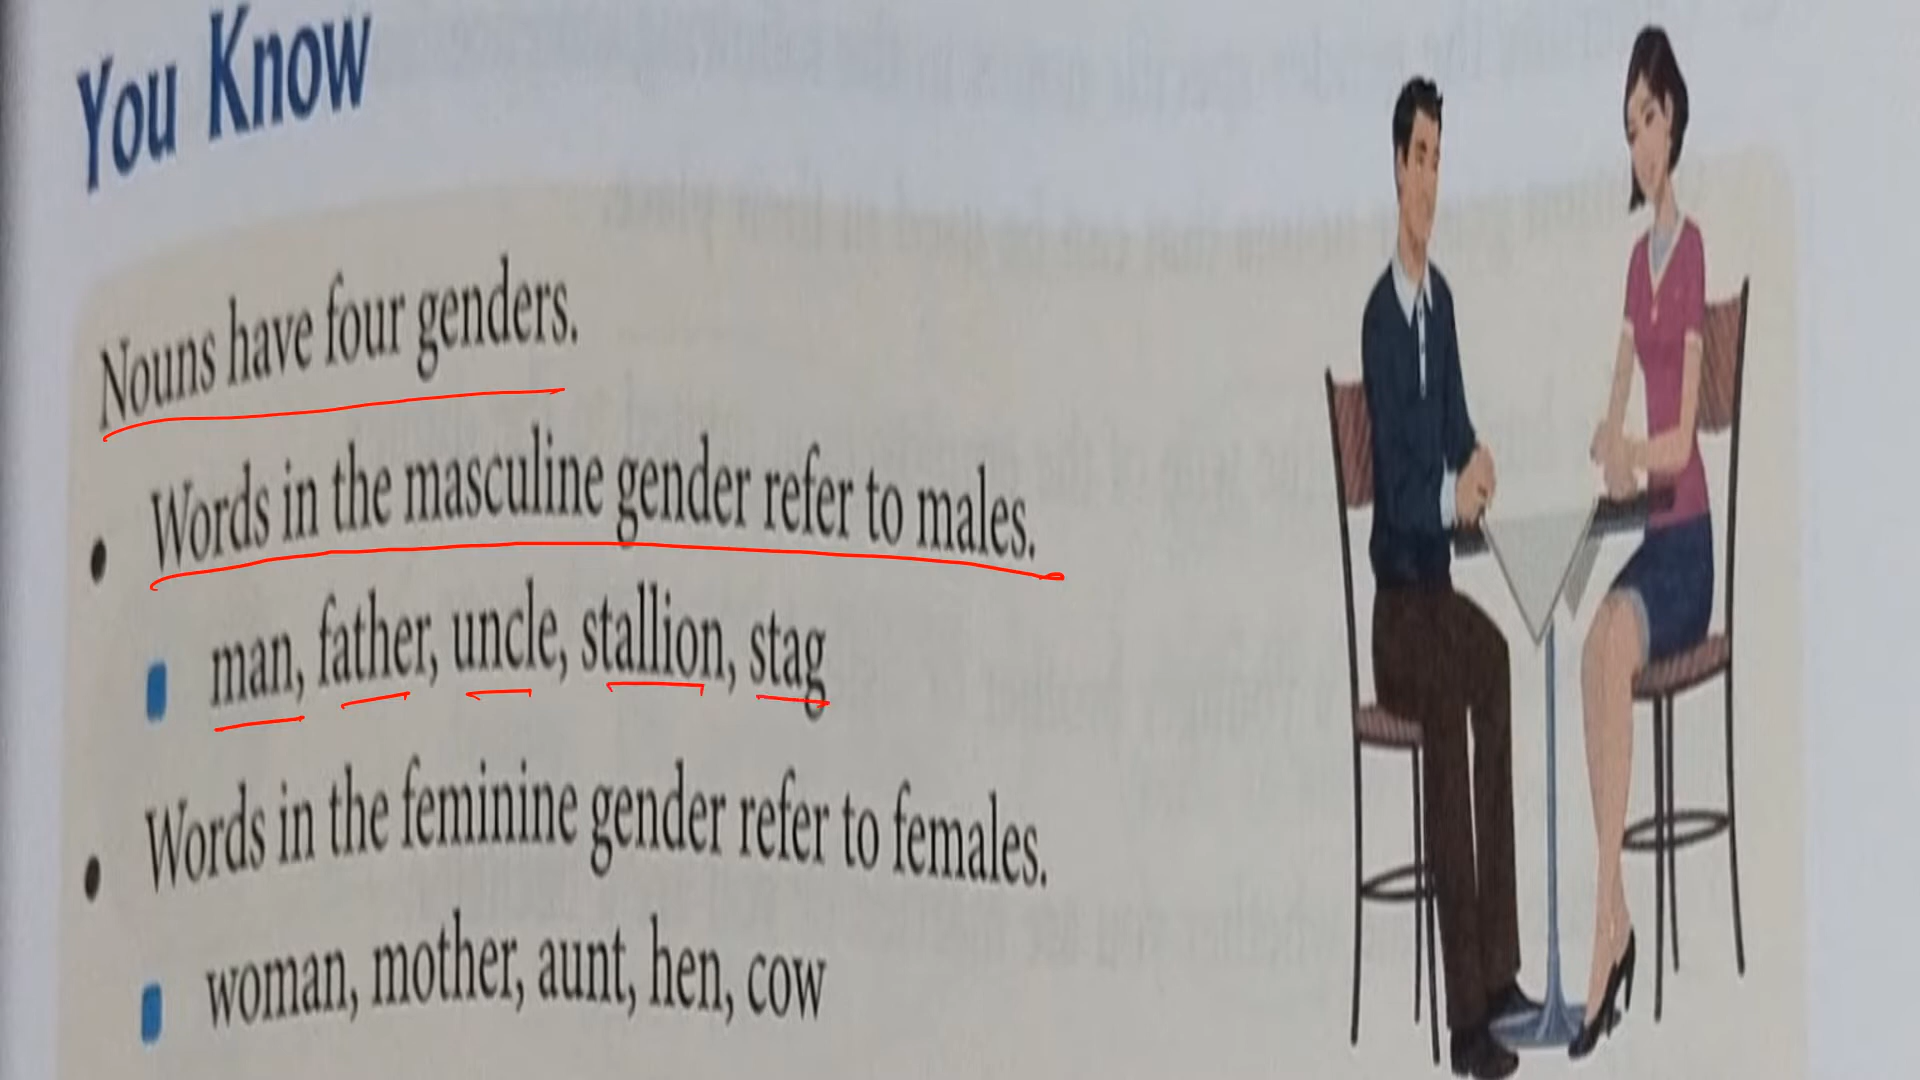 You Know
Nouns have four genders.
• Words in the masculine gender refer to males.
man, father, uncle, stallion, stag
• Words in the feminine gender refer to females.
woman, mother, aunt, hen, cow